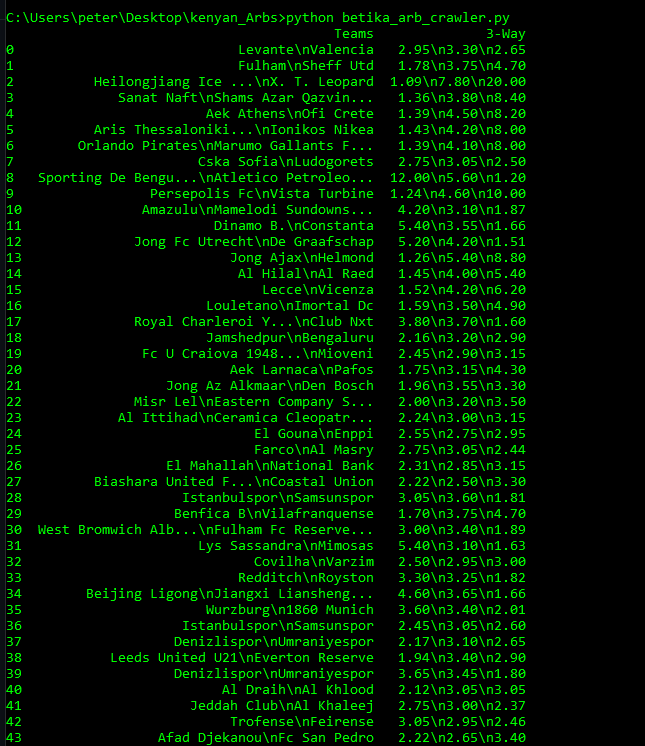 C:\Users\peter\Desktop\kenyan_Arbs>python betika_arb_crawler.py
Teams 3-Way
0 Levante\nValencia 2.95\n3.30\n2.65
1 Fulham\nSheff Utd 1.78\n3.75\n4.70
2 Heilongjiang Ice ...\nX. T. Leopard 1.09\n7.80\n20.00
3 Sanat Naft\nShams Azar Qazvin... 1.36\n3.80\n8.40
4 Aek Athens\nOfi Crete 1.39\n4.50\n8.20
5 Aris Thessaloniki...\nIonikos Nikea 1.43\n4.20\n8.00
6 Orlando Pirates\nMarumo Gallants F... 1.39\n4.10\n8.00
7 Cska Sofia\nLudogorets 2.75\n3.05\n2.50
8 Sporting De Bengu...\nAtletico Petroleo... 12.00\n5.60\n1.20
9 Persepolis Fc\nVista Turbine 1.24\n4.60\n10.00
10 Amazulu\nMamelodi Sundowns... 4.20\n3.10\n1.87
11 Dinamo B.\nConstanta 5.40\n3.55\n1.66
12 Jong Fc Utrecht\nDe Graafschap 5.20\n4.20\n1.51
13 Jong Ajax\nHelmond 1.26\n5.40\n8.80
14 Al Hilal\nAl Raed 1.45\n4.00\n5.40
15 Lecce\nVicenza 1.52\n4.20\n6.20
16 Louletano\nImortal Dc 1.59\n3.50\n4.90
17 Royal Charleroi Y...\nClub Nxt 3.80\n3.70\n1.60
18 Jamshedpur\nBengaluru 2.16\n3.20\n2.90
19 Fc U Craiova 1948...\nMioveni 2.45\n2.90\n3.15
20 Aek Larnaca\nPafos 1.75\n3.15\n4.30
21 Jong Az Alkmaar\nDen Bosch 1.96\n3.55\n3.30
22 Misr Lel\nEastern Company S... 2.00\n3.20\n3.50
23 Al Ittihad\nCeramica Cleopatr... 2.24\n3.00\n3.15
24 El Gouna\nEnppi 2.55\n2.75\n2.95
25 Farco\nAl Masry 2.75\n3.05\n2.44
26 El Mahallah\nNational Bank 2.31\n2.85\n3.15
27 Biashara United F...\nCoastal Union 2.22\n2.50\n3.30
28 Istanbulspor\nSamsunspor 3.05\n3.60\n1.81
29 Benfica B\nVilafranquense 1.70\n3.75\n4.70
30 West Bromwich Alb...\nFulham Fc Reserve... 3.00\n3.40\n1.89
31 Lys Sassandra\nMimosas 5.40\n3.10\n1.63
32 Covilha\nVarzim 2.50\n2.95\n3.00
33 Redditch\nRoyston 3.30\n3.25\n1.82
34 Beijing Ligong\nJiangxi Liansheng... 4.60\n3.65\n1.66
35 Wurzburg\n1860 Munich 3.60\n3.40\n2.01
36 Istanbulspor\nSamsunspor 2.45\n3.05\n2.60
37 Denizlispor\nUmraniyespor 2.17\n3.10\n2.65
38 Leeds United U21\nEverton Reserve 1.94\n3.40\n2.90
39 Denizlispor\nUmraniyespor 3.65\n3.45\n1.80
40 Al Draih\nAl Khlood 2.12\n3.05\n3.05
41 Jeddah Club\nAl Khaleej 2.75\n3.00\n2.37
42 Trofense\nFeirense 3.05\n2.95\n2.46
43 Afad Djekanou\nFc San Pedro 2.22\n2.65\n3.40